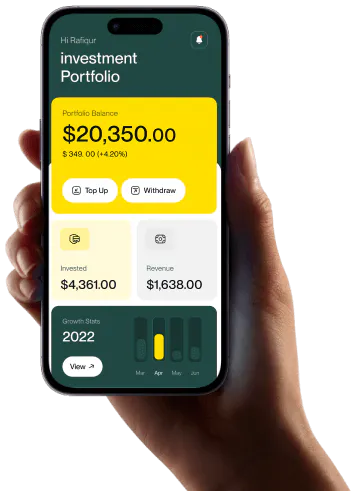 Hi Rafiqur
investment
Portfolio
Portfolio Balance
$20,350.00
$ 349. 00 (+4.20%)
Top Up
Withdraw
Invested
$4,361.00
Revenue
$1,638.00
Growth Stats
2022
View
Mar Apr May Jun